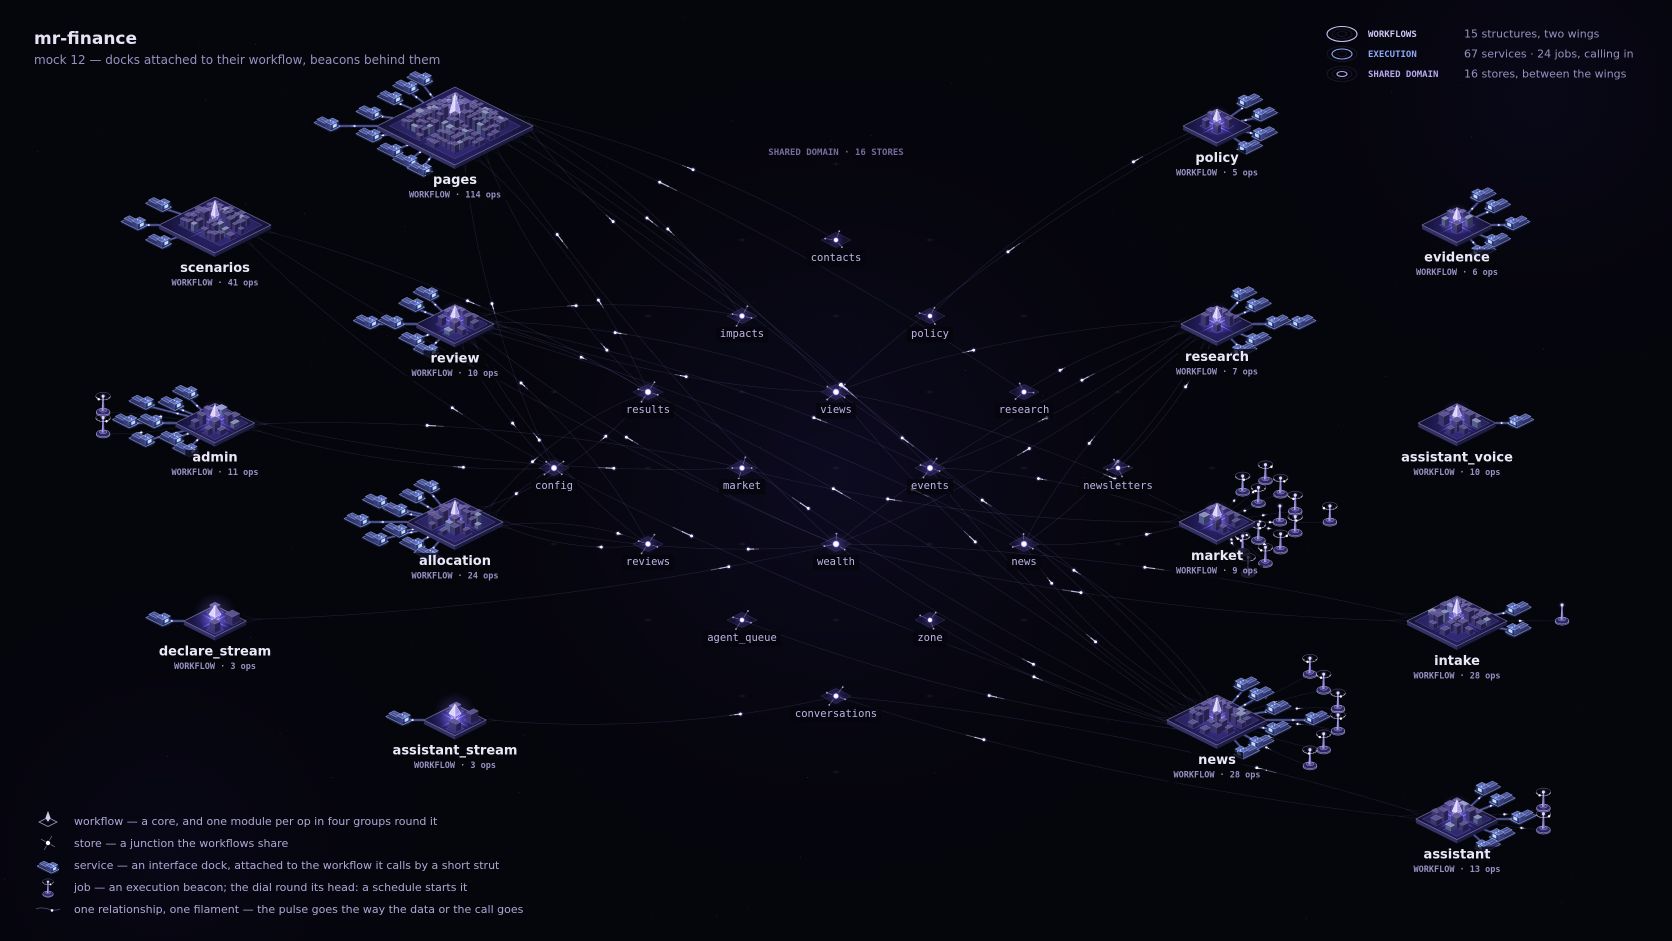 mr-finance
mock 12 — docks attached to their workflow, beacons behind them
WORKFLOWS 15 structures, two wings
EXECUTION 67 services · 24 jobs, calling in
SHARED DOMAIN 16 stores, between the wings
SHARED DOMAIN · 16 STORES
pages
WORKFLOW · 114 ops
policy
WORKFLOW · 5 ops
scenarios
WORKFLOW · 41 ops
evidence
WORKFLOW · 6 ops
contacts
impacts
policy
review
WORKFLOW · 10 ops
research
WORKFLOW · 7 ops
results
views
research
admin
WORKFLOW · 11 ops
assistant_voice
WORKFLOW · 10 ops
config
market
events
newsletters
allocation
WORKFLOW · 24 ops
reviews
wealth
news
market
WORKFLOW · 9 ops
declare_stream
WORKFLOW · 3 ops
agent_queue
zone
intake
WORKFLOW · 28 ops
conversations
assistant_stream
WORKFLOW · 3 ops
news
WORKFLOW · 28 ops
assistant
WORKFLOW · 13 ops
workflow — a core, and one module per op in four groups round it
store — a junction the workflows share
service — an interface dock, attached to the workflow it calls by a short strut
job — an execution beacon; the dial round its head: a schedule starts it
one relationship, one filament — the pulse goes the way the data or the call goes